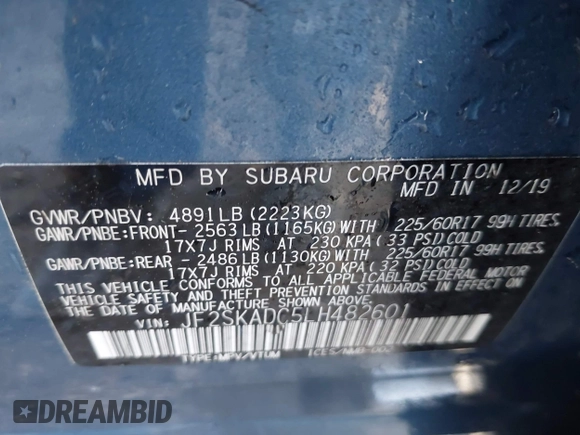 MFD BY SUBARU CORPORATION
MFD IN 12/19
GVWR/PNBV: 4891LB (2223KG)
GAWR/PNBE:FRONT- 2563LB(1165KG)WITH 225/60R17 99H TIRES,
17X7J RIMS AT 230 KPA(33 PSI)COLD
GAWR/PNBE:REAR - 2486LB(1130KG)WITH 225/60R17 99H TIRES,
17X7J RIMS AT 220 KPA(32 PSI)COLD
THIS VEHICLE CONFORMS TO ALL APPLICABLE FEDERAL MOTOR
VEHICLE SAFETY AND THEFT PREVENTION STANDARDS IN EFFECT
ON THE DATE OF MANUFACTURE SHOWN ABOVE.
VIN: JF2SKADC5LH482601
TYPE:MPV/VTUM
DREAMBID